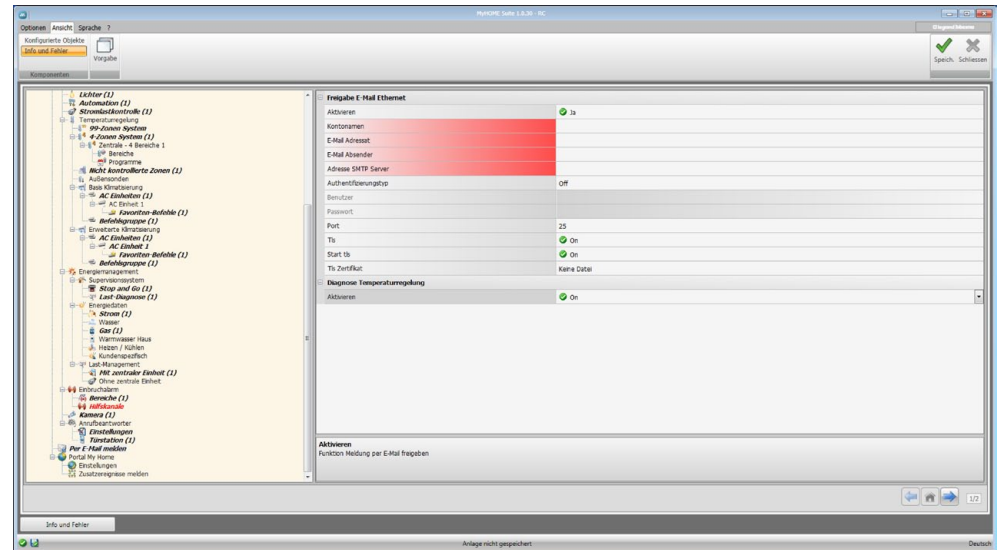 MyHOME Suite 1.0.36 - RC
Optionen Ansicht Sprache ?
Konfigurierte Objekte
Info und Fehler
Vorgabe
Komponenten
Speich. Schliessen
Lichter (1)
Automation (1)
Stromlastkontrolle (1)
Temperaturregelung
99-Zonen System
4-Zonen System (1)
Zentrale - 4 Bereiche 1
Bereiche
Programme
Nicht kontrollierte Zonen (1)
Außensonden
Basis Klimatisierung
AC Einheiten (1)
AC Einheit 1
Favoriten-Befehle (1)
Befehlsgruppe (1)
Erweiterte Klimatisierung
AC Einheiten (1)
AC Einheit 1
Favoriten-Befehle (1)
Befehlsgruppe (1)
Energiemanagement
Supervisionssystem
Stop and Go (1)
Last-Diagnose (1)
Energiedaten
Strom (1)
Wasser
Gas (1)
Warmwasser Haus
Heizen / Kühlen
Kundenspezifisch
Last-Management
Mit zentraler Einheit (1)
Ohne zentrale Einheit
Einbruchalarm
Bereiche (1)
Hilfskanäle
Kamera (1)
Anrufbeantworter
Einstellungen
Türstation (1)
Per E-Mail melden
Portal My Home
Einstellungen
Zusatzereignisse melden
Freigabe E-Mail Ethernet
Aktivieren Ja
Kontonamen
E-Mail Adressat
E-Mail Absender
Adresse SMTP Server
Authentifizierungstyp Off
Benutzer
Passwort
Port 25
Tls On
Start tls On
Tls Zertifikat Keine Datei
Diagnose Temperaturregelung
Aktivieren On
Aktivieren
Funktion Meldung per E-Mail freigeben
1/2
Info und Fehler
Anlage nicht gespeichert
Deutsch